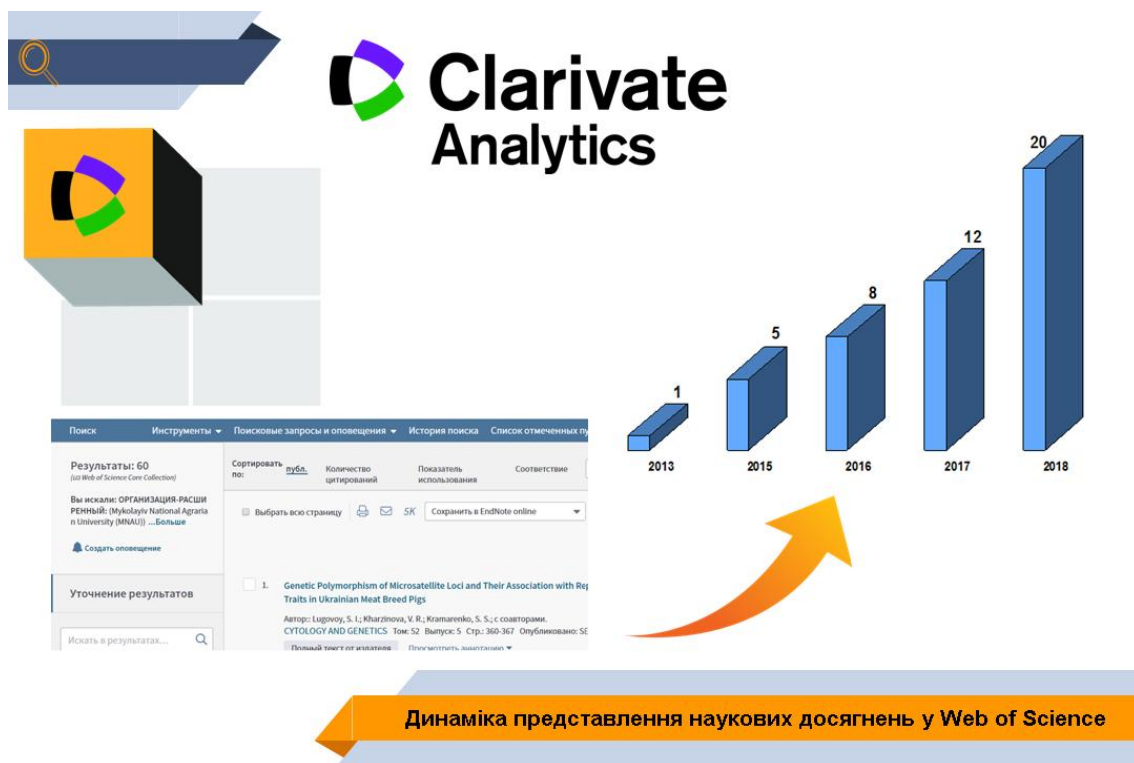 Clarivate
Analytics
20
12
8
5
1
2013 2015 2016 2017 2018
Поиск Инструменты Поисковые запросы и оповещения История поиска Список отмеченных
Результаты: 60
(из Web of Science Core Collection)
Вы искали: ОРГАНИЗАЦИЯ-РАСШИ
РЕННЫЙ: (Mykolayiv National Agraria
n University (MNAU)) ...Больше
Создать оповещение
Уточнение результатов
Искать в результатах...
Сортировать по: публ. Количество цитирований Показатель использования Соответствие
Выбрать всю страницу 5K Сохранить в EndNote online
1. Genetic Polymorphism of Microsatellite Loci and Their Association with Rep
Traits in Ukrainian Meat Breed Pigs
Автор:: Lugovoy, S. I.; Kharzinova, V. R.; Kramarenko, S. S.; с соавторами.
CYTOLOGY AND GENETICS Том: 52 Выпуск: 5 Стр.: 360-367 Опубликовано: SE
Полный текст от издателя Просмотреть аннотацию
Динаміка представлення наукових досягнень у Web of Science